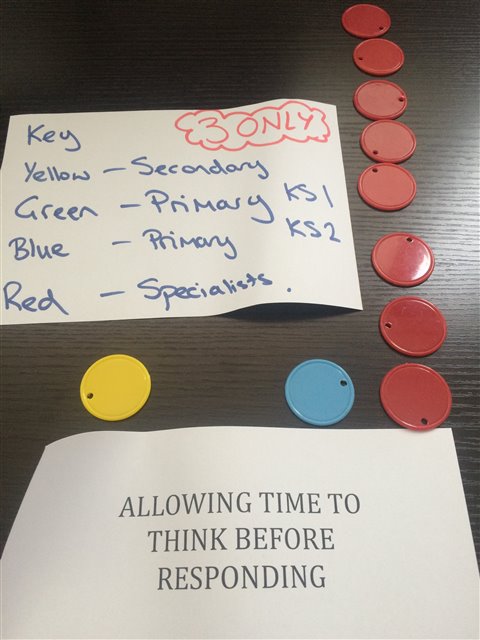 Key
3 ONLY
Yellow - Secondary
Green - Primary KS1
Blue - Primary KS2
Red - Specialists.
ALLOWING TIME TO
THINK BEFORE
RESPONDING